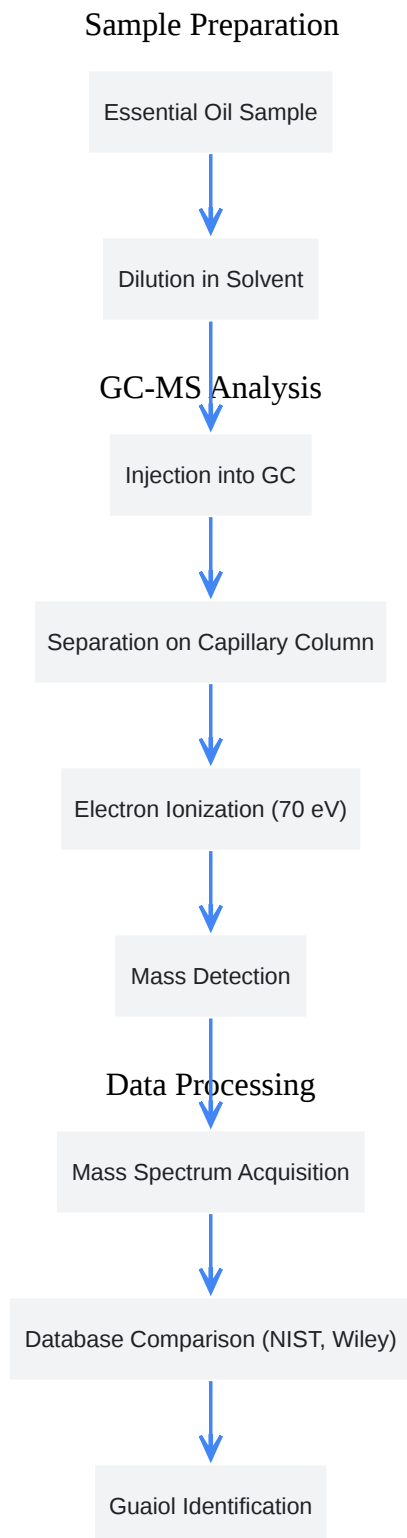 Sample Preparation
Essential Oil Sample
Dilution in Solvent
GC-MS Analysis
Injection into GC
Separation on Capillary Column
Electron Ionization (70 eV)
Mass Detection
Data Processing
Mass Spectrum Acquisition
Database Comparison (NIST, Wiley)
Guaiol Identification